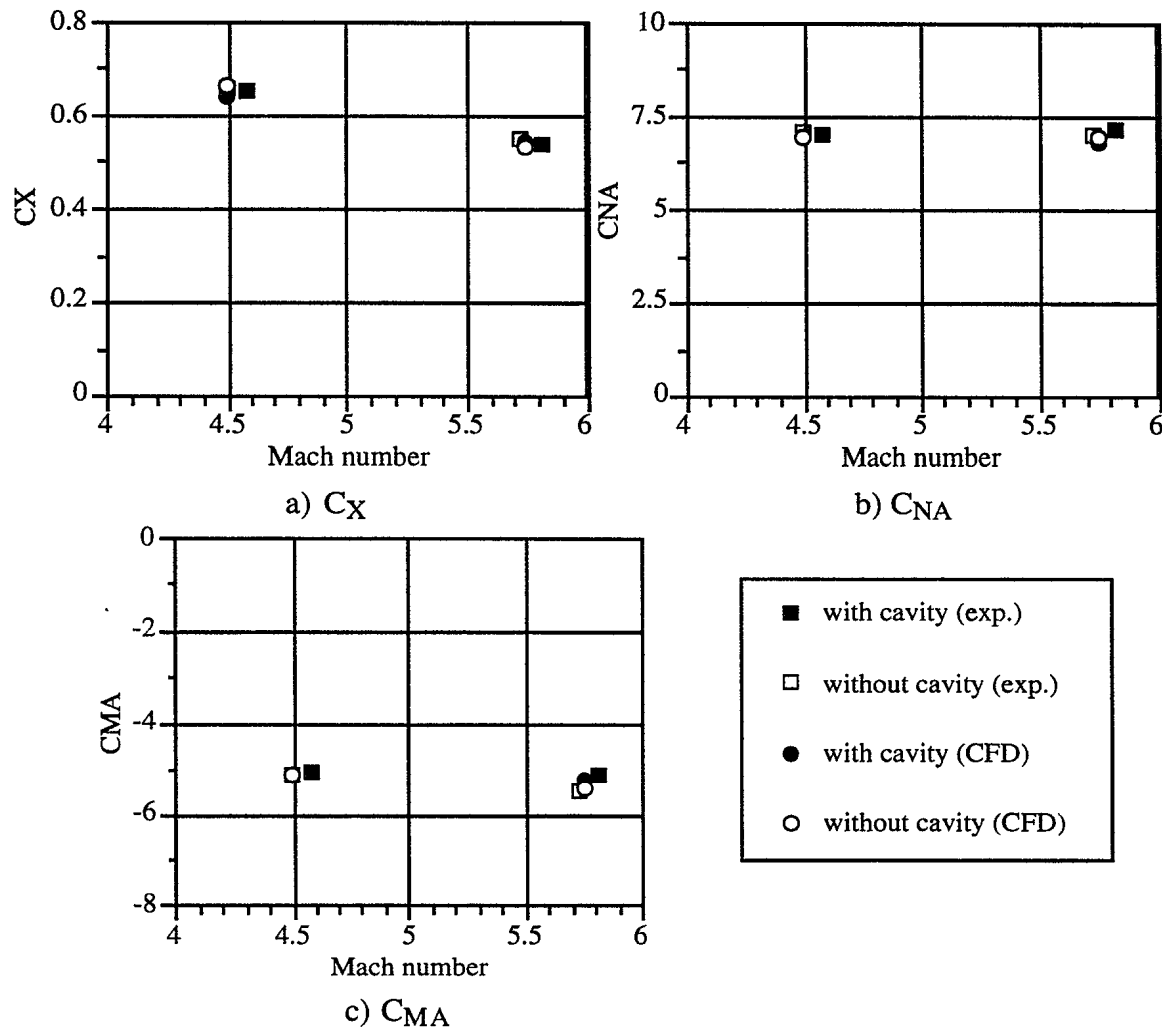 0.8
0.6
0.4
0.2
0
CX
4
4.5
5
5.5
6
Mach number
a) CX
10
7.5
5
2.5
0
CNA
4
4.5
5
5.5
6
Mach number
b) CNA
0
-2
-4
-6
-8
CMA
4
4.5
5
5.5
6
Mach number
c) CMA
with cavity (exp.)
without cavity (exp.)
with cavity (CFD)
without cavity (CFD)